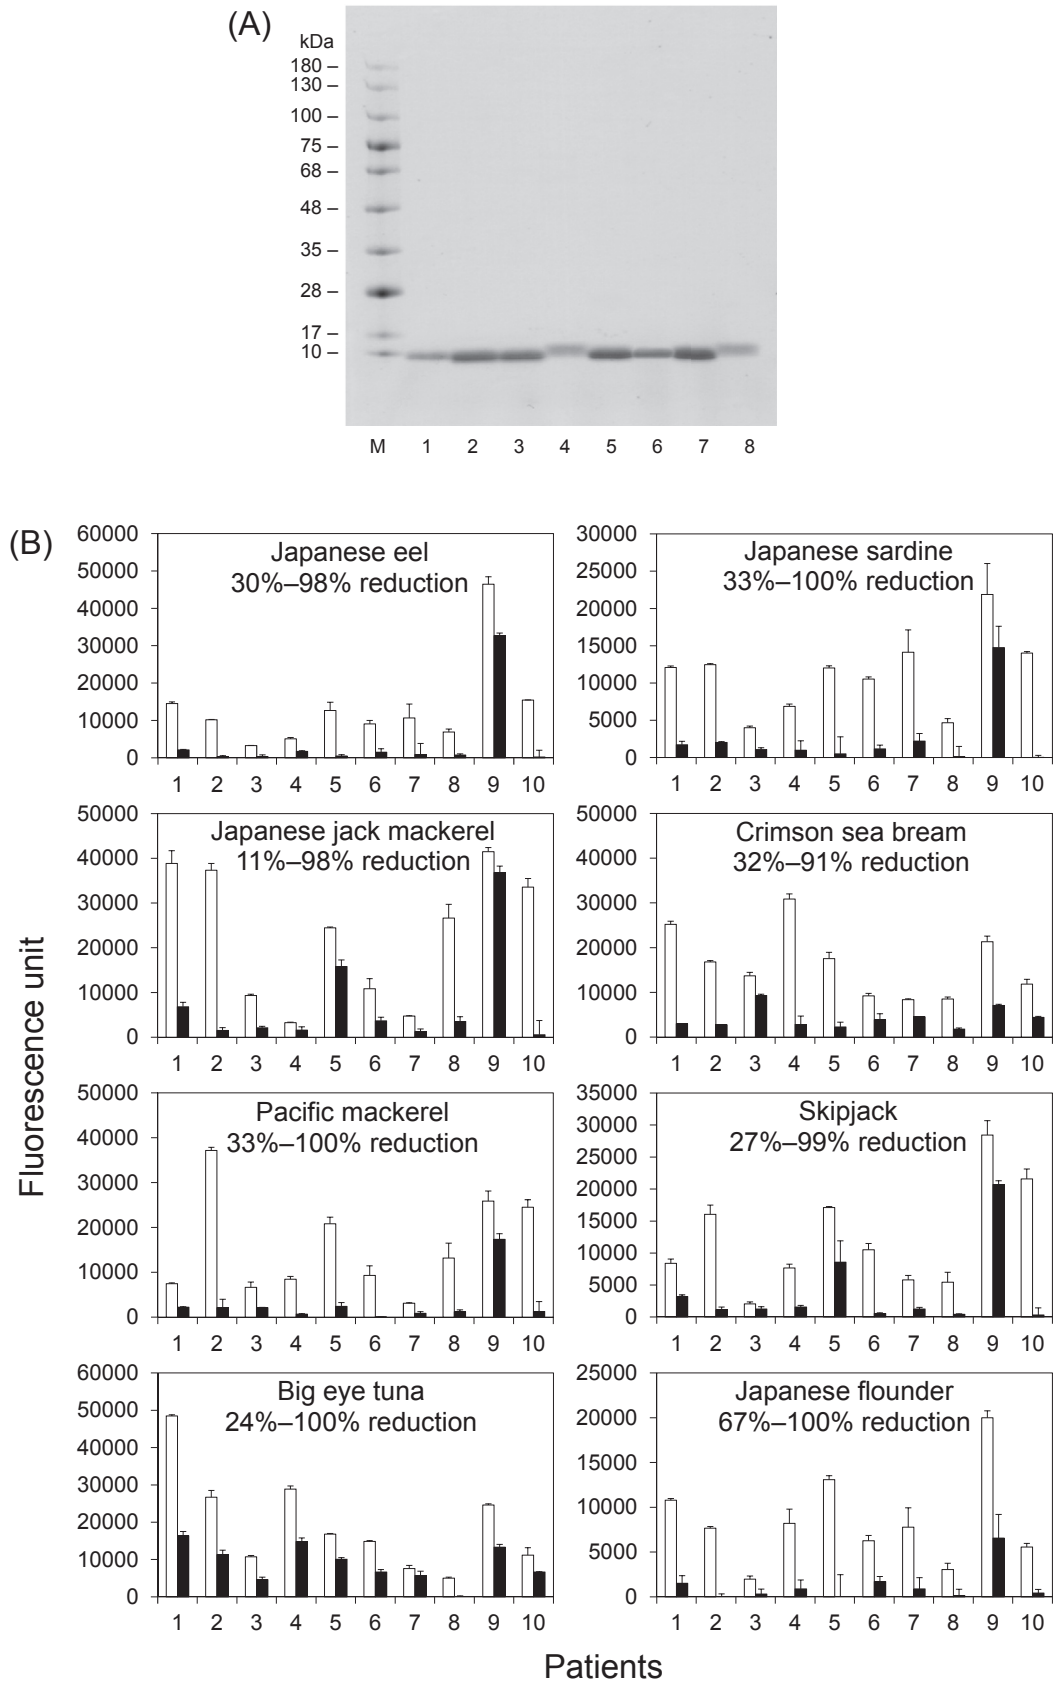 (A)
kDa
180 –
130 –
100 –
75 –
68 –
48 –
35 –
28 –
17 –
10 –
M 1 2 3 4 5 6 7 8
(B)
Fluorescence unit
60000
50000
40000
30000
20000
10000
0
Japanese eel
30%–98% reduction
1 2 3 4 5 6 7 8 9 10
30000
25000
20000
15000
10000
5000
0
Japanese sardine
33%–100% reduction
1 2 3 4 5 6 7 8 9 10
50000
40000
30000
20000
10000
0
Japanese jack mackerel
11%–98% reduction
1 2 3 4 5 6 7 8 9 10
50000
40000
30000
20000
10000
0
Crimson sea bream
32%–91% reduction
1 2 3 4 5 6 7 8 9 10
50000
40000
30000
20000
10000
0
Pacific mackerel
33%–100% reduction
1 2 3 4 5 6 7 8 9 10
35000
30000
25000
20000
15000
10000
5000
0
Skipjack
27%–99% reduction
1 2 3 4 5 6 7 8 9 10
60000
50000
40000
30000
20000
10000
0
Big eye tuna
24%–100% reduction
1 2 3 4 5 6 7 8 9 10
25000
20000
15000
10000
5000
0
Japanese flounder
67%–100% reduction
1 2 3 4 5 6 7 8 9 10
Patients